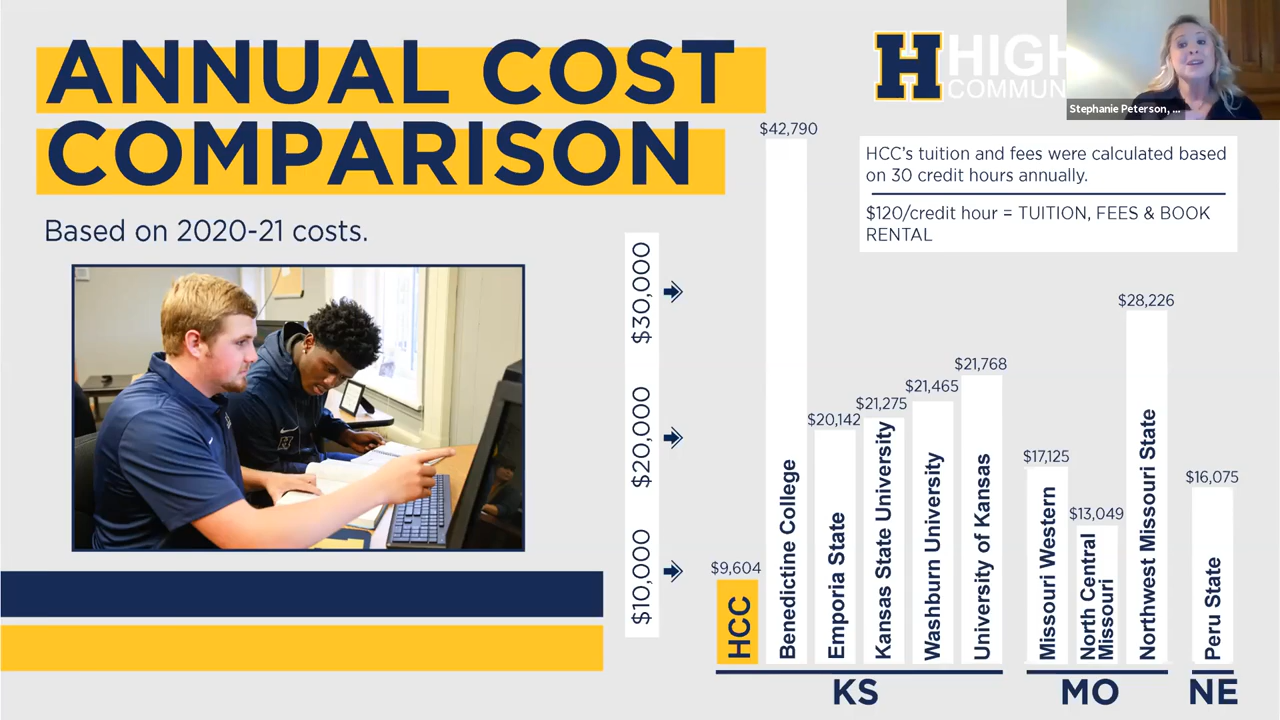 ANNUAL COST
COMPARISON
Based on 2020-21 costs.
H HIGH
COMMUN
Stephanie Peterson, ...
HCC's tuition and fees were calculated based
on 30 credit hours annually.
$120/credit hour = TUITION, FEES & BOOK
RENTAL
$30,000
$20,000
$10,000
$9,604
HCC
$42,790
Benedictine College
$20,142
Emporia State
$21,275
Kansas State University
$21,465
Washburn University
$21,768
University of Kansas
$17,125
Missouri Western
$13,049
North Central
Missouri
$28,226
Northwest Missouri State
$16,075
Peru State
KS
MO
NE